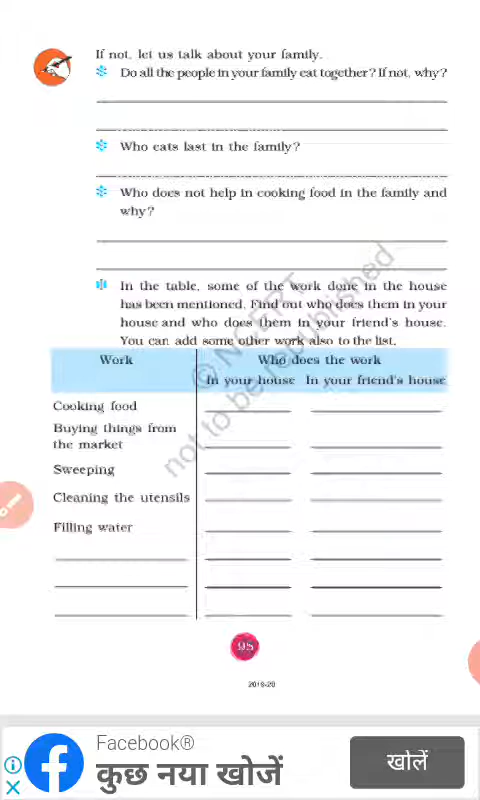 If not, let us talk about your family.
Do all the people in your family eat together? If not, why?
Who eats last in the family?
Who does not help in cooking food in the family and
why?
In the table, some of the work done in the house
has been mentioned. Find out who does them in your
house and who does them in your friend's house.
You can add some other work also to the list.
Work
Who does the work
In your house In your friend's house
Cooking food
Buying things from
the market
Sweeping
Cleaning the utensils
Filling water
© NCERT
not to be republished
95
2019-20
Facebook®
कुछ नया खोजें
खोलें